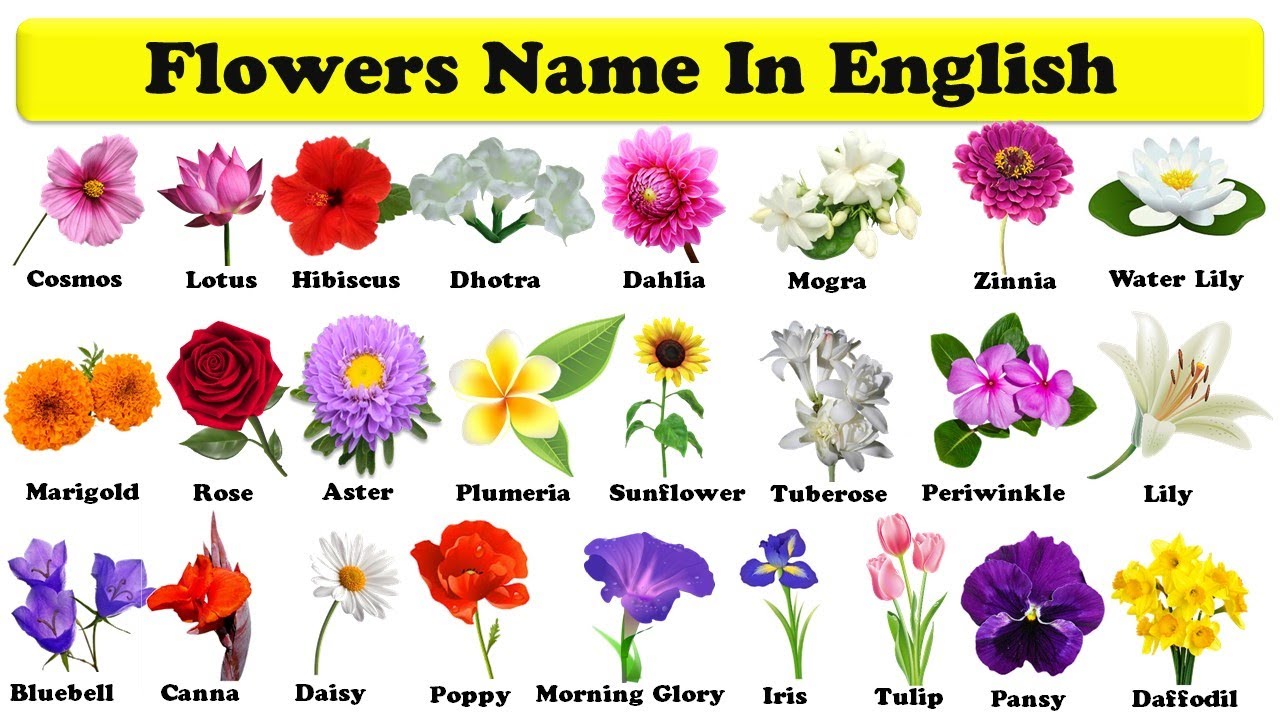 Flowers Name In English
Cosmos Lotus Hibiscus Dhotra Dahlia Mogra Zinnia Water Lily
Marigold Rose Aster Plumeria Sunflower Tuberose Periwinkle Lily
Bluebell Canna Daisy Poppy Morning Glory Iris Tulip Pansy Daffodil